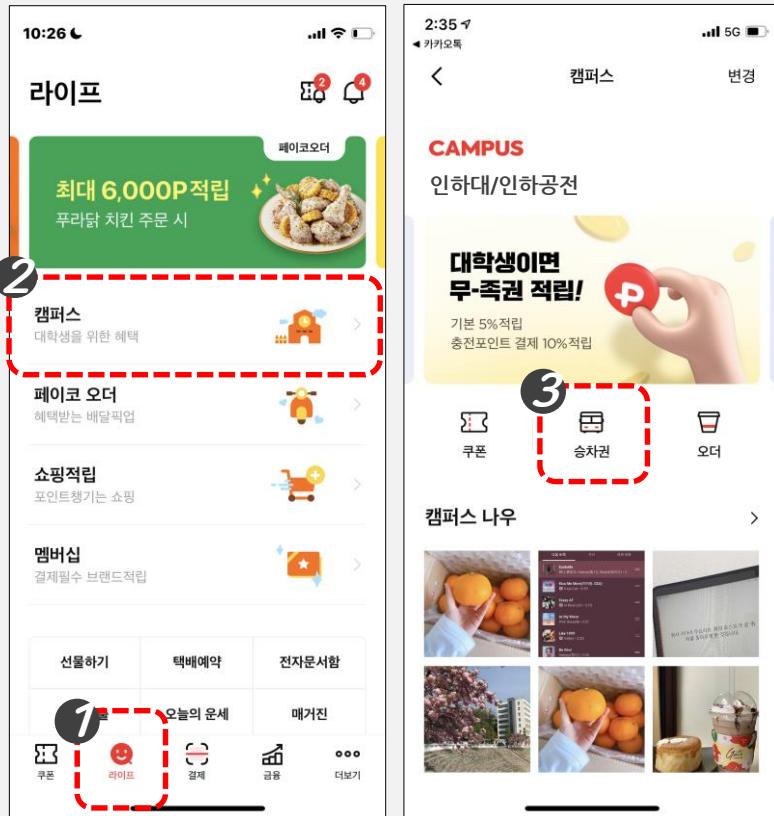 10:26
라이프
2
4
페이코오더
최대 6,000P적립
푸라닭 치킨 주문 시
2
캠퍼스
대학생을 위한 혜택
페이코 오더
혜택받는 배달픽업
쇼핑적립
포인트챙기는 쇼핑
멤버십
결제필수 브랜드적립
선물하기
택배예약
전자문서함
오늘의 운세
매거진
1
쿠폰
라이프
결제
금융
더보기
2:35
5G
◀ 카카오톡
캠퍼스
변경
CAMPUS
인하대/인하공전
대학생이면
무-족권 적립!
기본 5%적립
충전포인트 결제 10%적립
3
쿠폰
승차권
오더
캠퍼스 나우